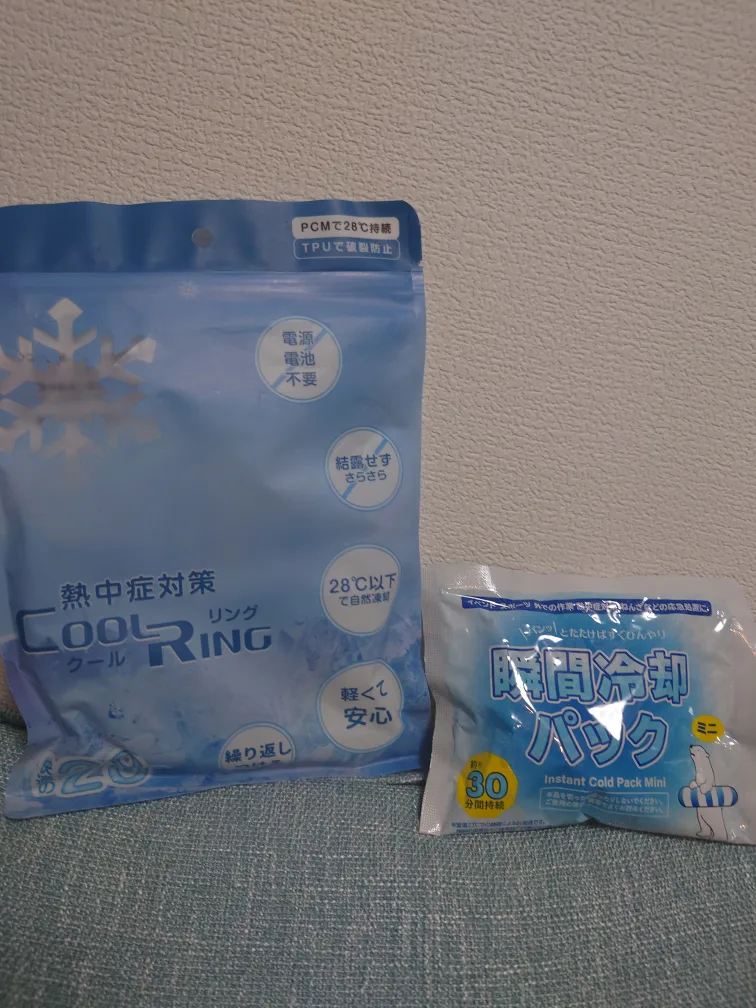 PCMで28℃持続
TPUで破裂防止
電源
電池
不要
結露せず
さらさら
28℃以下
で自然凍結
軽くて
安心
熱中症対策
COOL RING
クール
リング
繰り返し
瞬間冷却
パック
ミニ
Instant Cold Pack Mini
約
30
分間持続
とたたけばすぐひんやり